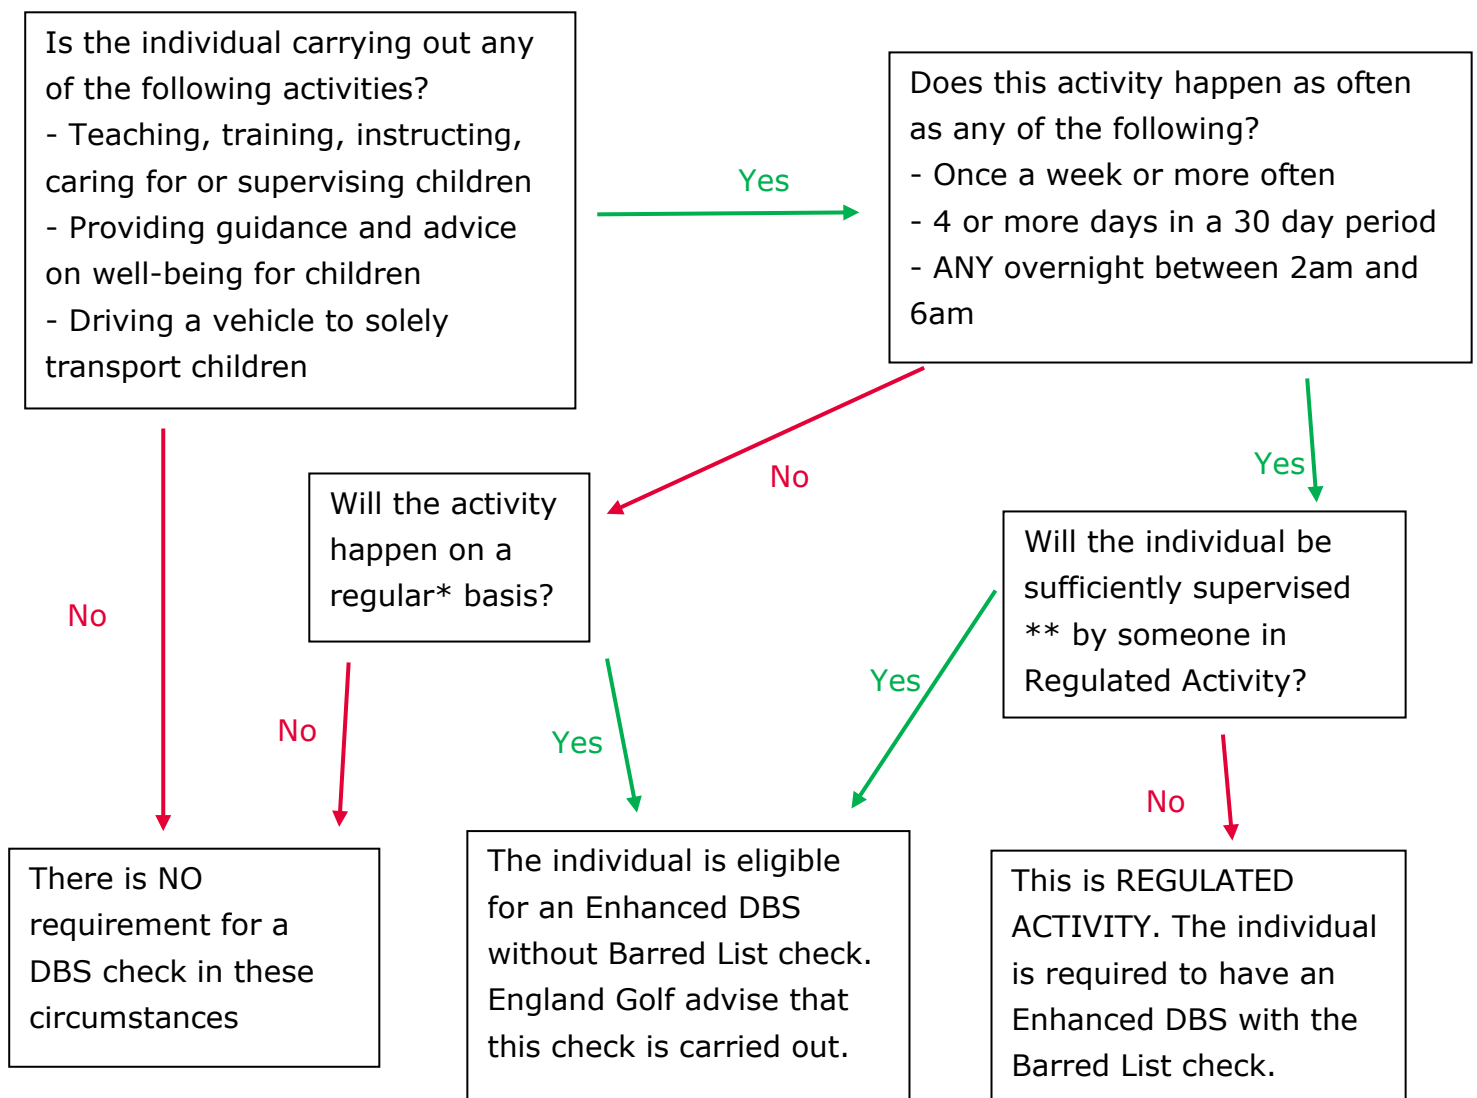 Is the individual carrying out any
of the following activities?
- Teaching, training, instructing,
caring for or supervising children
- Providing guidance and advice
on well-being for children
- Driving a vehicle to solely
transport children
Yes
Does this activity happen as often
as any of the following?
- Once a week or more often
- 4 or more days in a 30 day period
- ANY overnight between 2am and
6am
No
No
Yes
Will the activity
happen on a
regular* basis?
Will the individual be
sufficiently supervised
** by someone in
Regulated Activity?
No
Yes
Yes
No
There is NO
requirement for a
DBS check in these
circumstances
The individual is eligible
for an Enhanced DBS
without Barred List check.
England Golf advise that
this check is carried out.
This is REGULATED
ACTIVITY. The individual
is required to have an
Enhanced DBS with the
Barred List check.